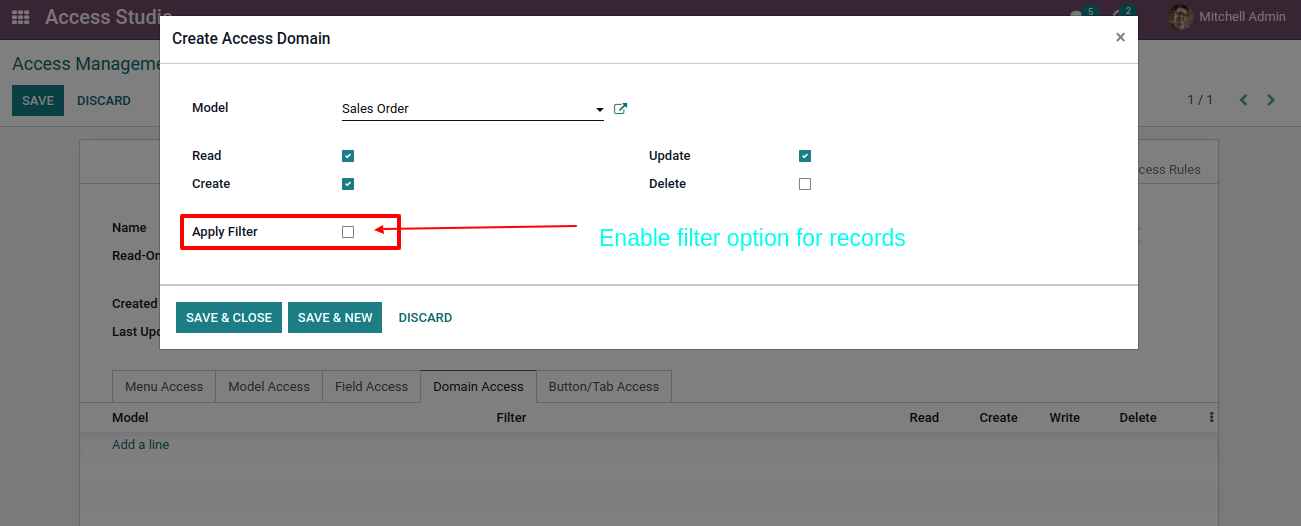 Access Studio
5
2
Mitchell Admin
Create Access Domain
×
Access Manageme
SAVE
DISCARD
1 / 1
Model
Sales Order
Read
Update
Create
Delete
cess Rules
Apply Filter
Enable filter option for records
Name
Read-On
Created
Last Upd
SAVE & CLOSE
SAVE & NEW
DISCARD
Menu Access
Model Access
Field Access
Domain Access
Button/Tab Access
Model
Filter
Read
Create
Write
Delete
Add a line